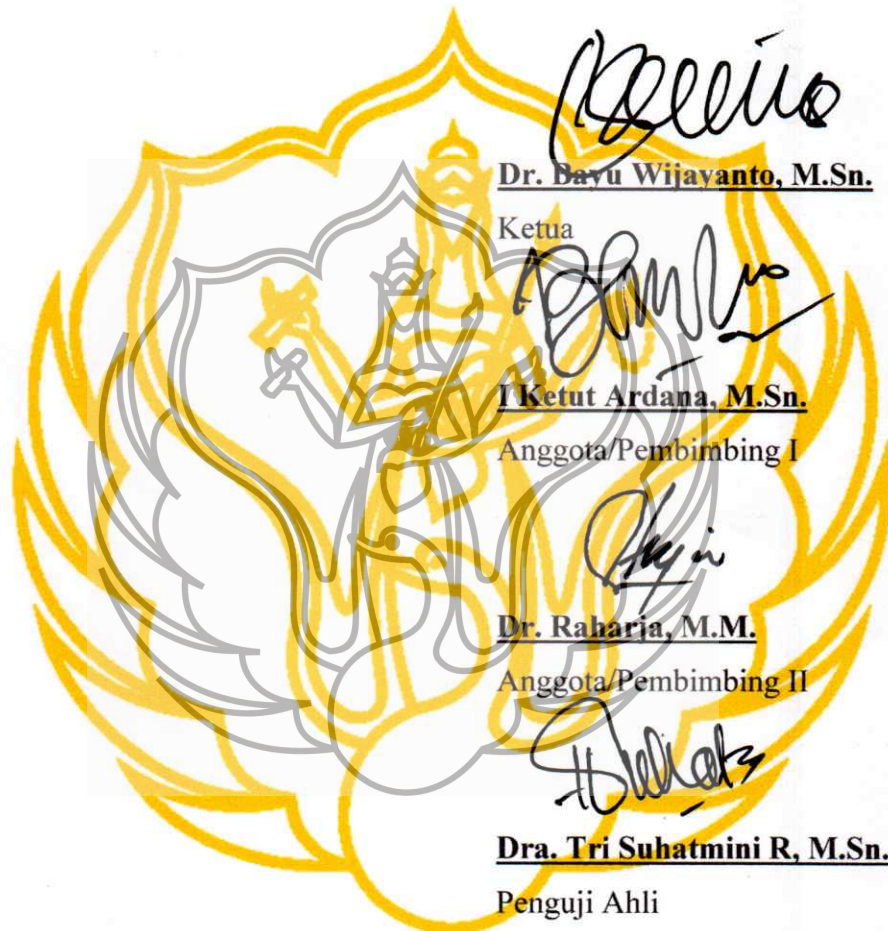 Dr. Bayu Wijayanto, M.Sn.
Ketua
I Ketut Ardana, M.Sn.
Anggota/Pembimbing I
Dr. Raharja, M.M.
Anggota/Pembimbing II
Dra. Tri Suhatmini R, M.Sn.
Penguji Ahli